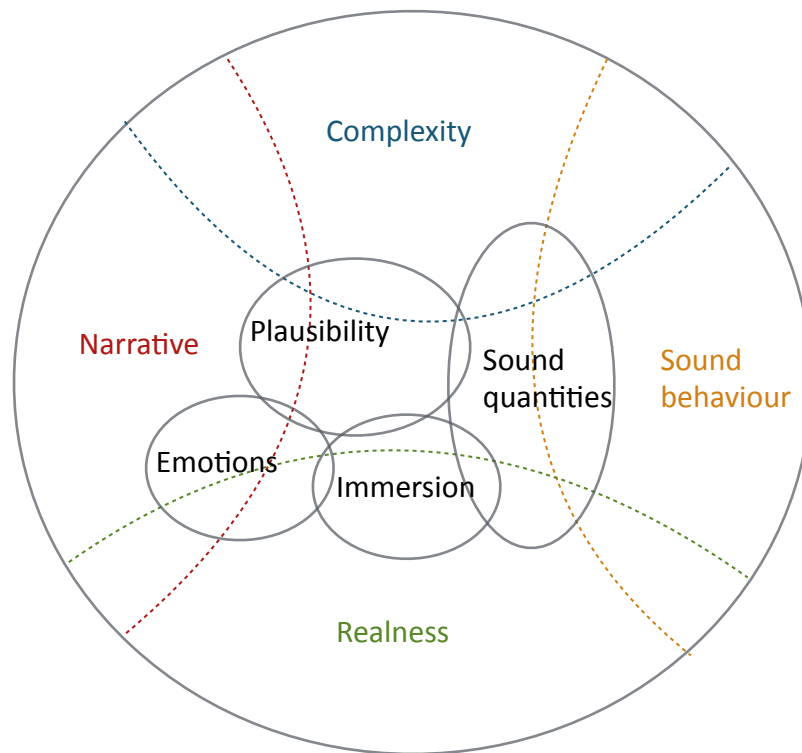 Complexity
Plausibility
Narrative
Sound
quantities
Sound
behaviour
Emotions
Immersion
Realness